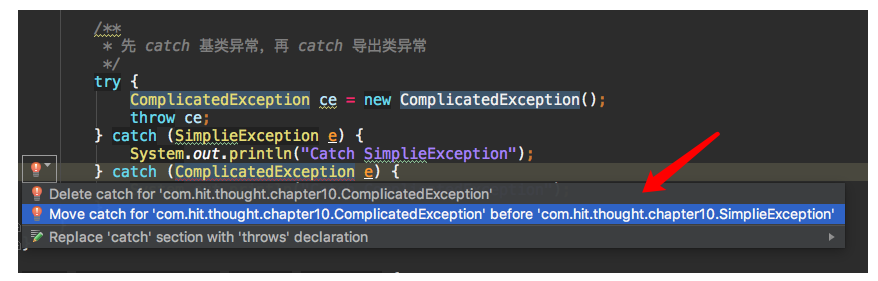 /**
* 先 catch 基类异常，再 catch 导出类异常
*/
try {
ComplicatedException ce = new ComplicatedException();
throw ce;
} catch (SimplieException e) {
System.out.println("Catch SimplieException");
} catch (ComplicatedException e) {
Delete catch for 'com.hit.thought.chapter10.ComplicatedException'
Move catch for 'com.hit.thought.chapter10.ComplicatedException' before 'com.hit.thought.chapter10.SimplieException'
Replace 'catch' section with 'throws' declaration